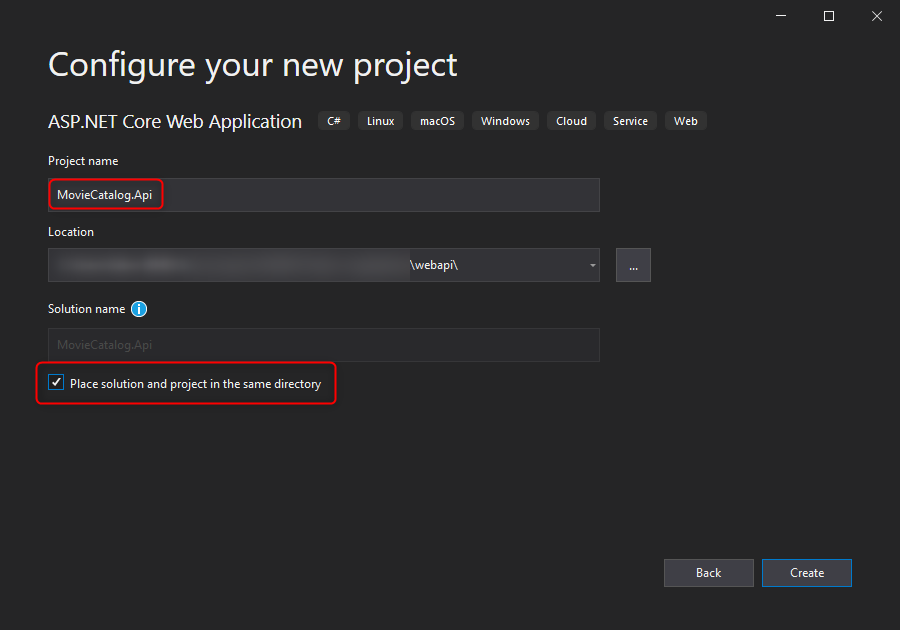 Configure your new project
ASP.NET Core Web Application C# Linux macOS Windows Cloud Service Web
Project name
MovieCatalog.Api
Location
\webapi\
...
Solution name
MovieCatalog.Api
Place solution and project in the same directory
Back Create